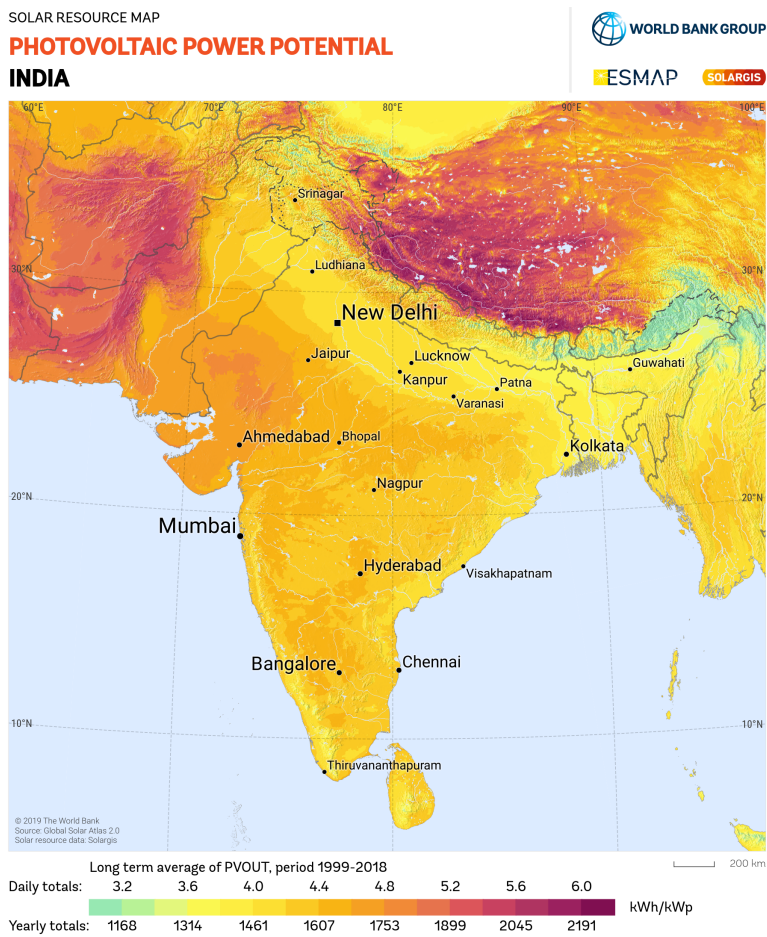 SOLAR RESOURCE MAP
PHOTOVOLTAIC POWER POTENTIAL
INDIA
WORLD BANK GROUP
ESMAP
SOLARGIS
60°E 70°E 80°E 90°E 100°E
Srinagar
30°N Ludhiana 30°N
New Delhi
Jaipur Lucknow Guwahati
Kanpur Patna
Varanasi
Ahmedabad Bhopal Kolkata
Nagpur
20°N 20°N
Mumbai
Hyderabad
Visakhapatnam
Bangalore Chennai
10°N 10°N
Thiruvananthapuram
© 2019 The World Bank
Source: Global Solar Atlas 2.0
Solar resource data: Solargis
Long term average of PVOUT, period 1999-2018
200 km
Daily totals: 3.2 3.6 4.0 4.4 4.8 5.2 5.6 6.0
kWh/kWp
Yearly totals: 1168 1314 1461 1607 1753 1899 2045 2191